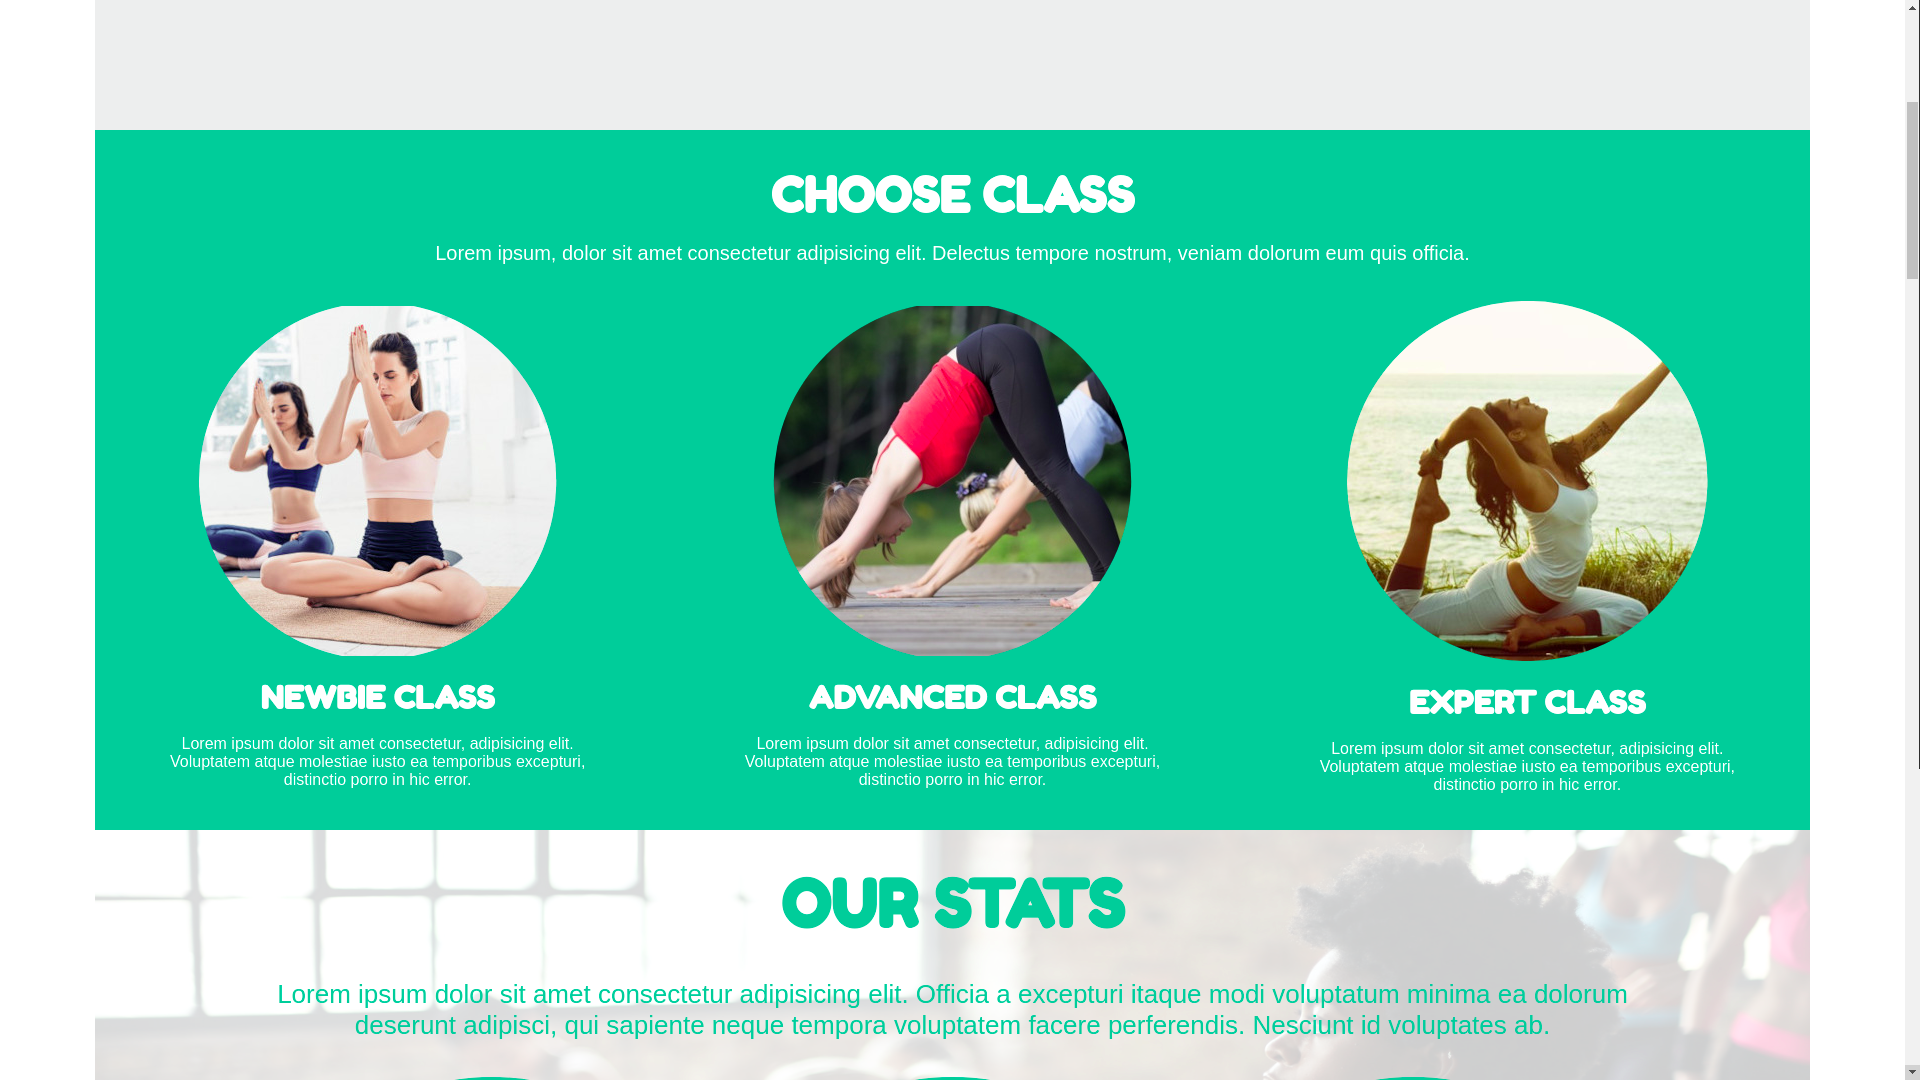 CHOOSE CLASS
Lorem ipsum, dolor sit amet consectetur adipisicing elit. Delectus tempore nostrum, veniam dolorum eum quis officia.
NEWBIE CLASS
Lorem ipsum dolor sit amet consectetur, adipisicing elit.
Voluptatem atque molestiae iusto ea temporibus excepturi,
distinctio porro in hic error.
ADVANCED CLASS
Lorem ipsum dolor sit amet consectetur, adipisicing elit.
Voluptatem atque molestiae iusto ea temporibus excepturi,
distinctio porro in hic error.
EXPERT CLASS
Lorem ipsum dolor sit amet consectetur, adipisicing elit.
Voluptatem atque molestiae iusto ea temporibus excepturi,
distinctio porro in hic error.
OUR STATS
Lorem ipsum dolor sit amet consectetur adipisicing elit. Officia a excepturi itaque modi voluptatum minima ea dolorum
deserunt adipisci, qui sapiente neque tempora voluptatem facere perferendis. Nesciunt id voluptates ab.